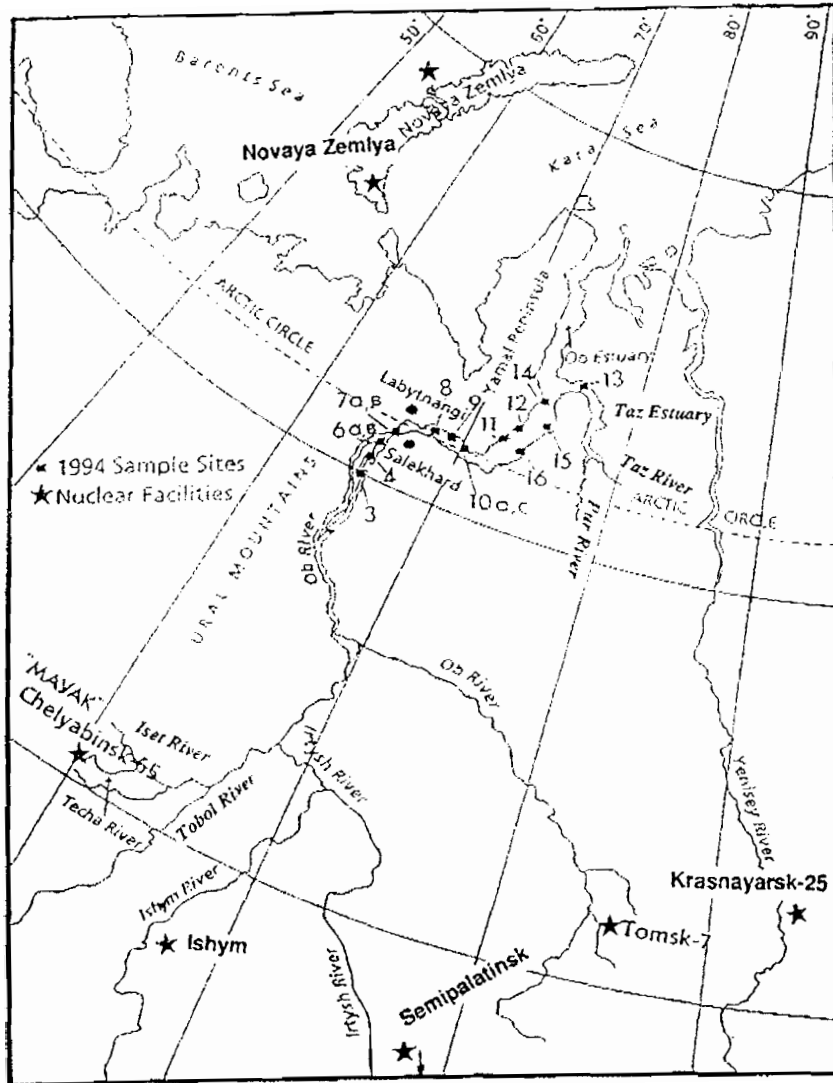 50°
60°
70°
80°
90°
Barents Sea
Novaya Zemlya
Novaya Zemlya
Kara Sea
ARCTIC CIRCLE
Yamal Peninsula
Ob Estuary
8
9
14
13
Labytnangi
7a,B
12
Taz Estuary
11
6a,B
1994 Sample Sites
Salekhard
15
Taz River
Nuclear Facilities
4
16
3
10a,c
ARCTIC CIRCLE
Pur River
Ob River
URAL MOUNTAINS
Ob River
"MAYAK"
Chelyabinsk-65
Iset River
Irtysh River
Techa River
Tobol River
Yenisey River
Ishym River
Krasnayarsk-25
Ishym
Tomsk-7
Irtysh River
Semipalatinsk